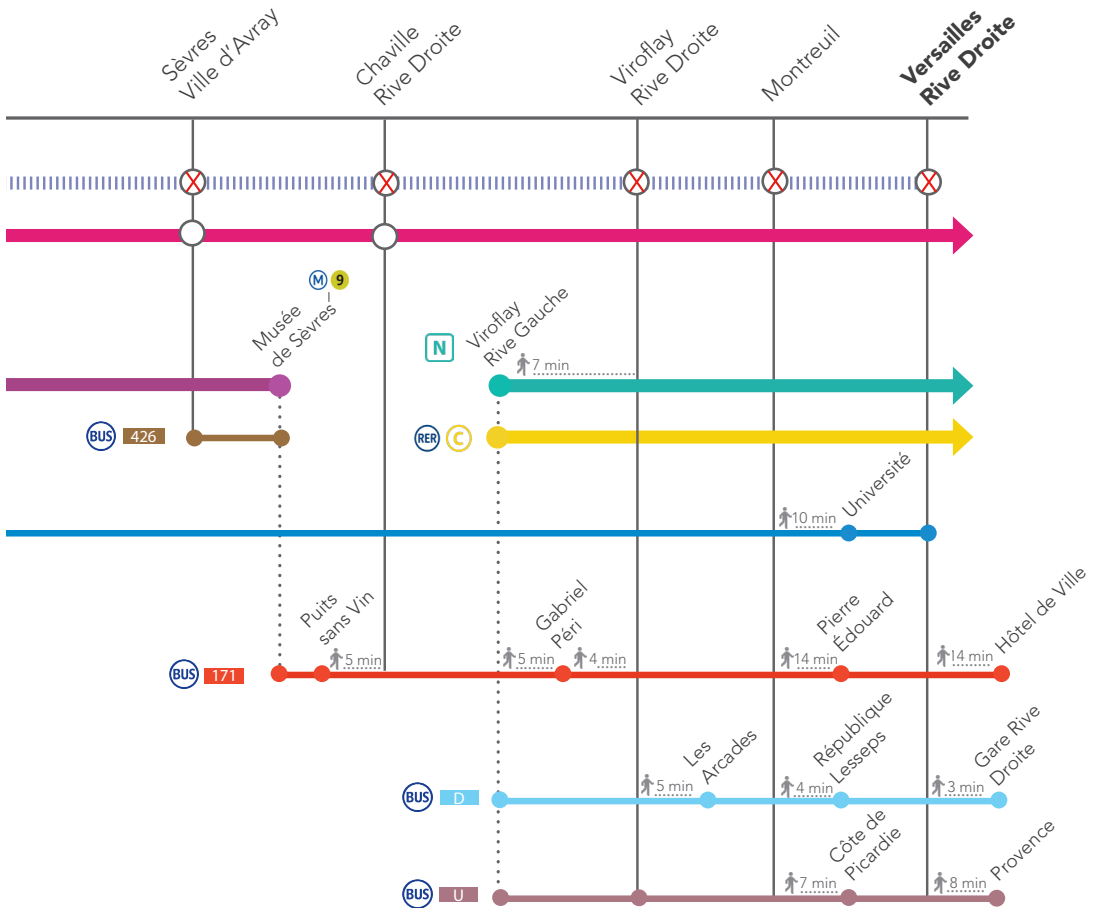 Sèvres
Ville d'Avray
Chaville
Rive Droite
Viroflay
Rive Droite
Montreuil
Versailles
Rive Droite
M 9
Musée
de Sèvres
N
Viroflay
Rive Gauche
7 min
BUS 426
RER C
10 min
Université
Puits
sans Vin
5 min
Gabriel
Péri
5 min
4 min
Pierre
Édouard
14 min
Hôtel de Ville
14 min
BUS 171
Les
Arcades
5 min
République
Lesseps
4 min
Gare Rive
Droite
3 min
BUS D
Côte de
Picardie
7 min
Provence
8 min
BUS U